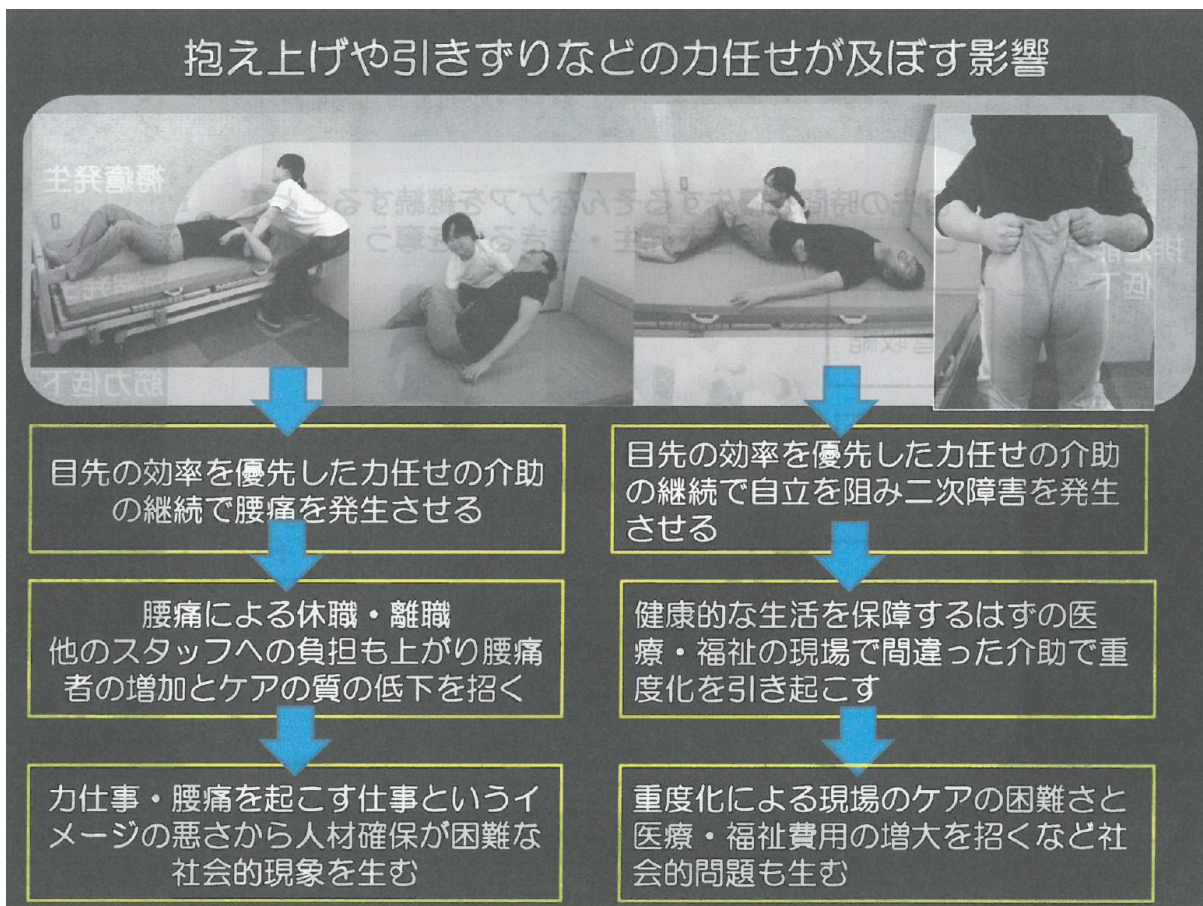 抱え上げや引きずりなどの力任せが及ぼす影響
目先の効率を優先した力任せの介助
の継続で腰痛を発生させる
腰痛による休職・離職
他のスタッフへの負担も上がり腰痛
者の増加とケアの質の低下を招く
力仕事・腰痛を起こす仕事というイ
メージの悪さから人材確保が困難な
社会的現象を生む
目先の効率を優先した力任せの介助
の継続で自立を阻み二次障害を発生
させる
健康的な生活を保障するはずの医
療・福祉の現場で間違った介助で重
度化を引き起こす
重度化による現場のケアの困難さと
医療・福祉費用の増大を招くなど社
会的問題も生む